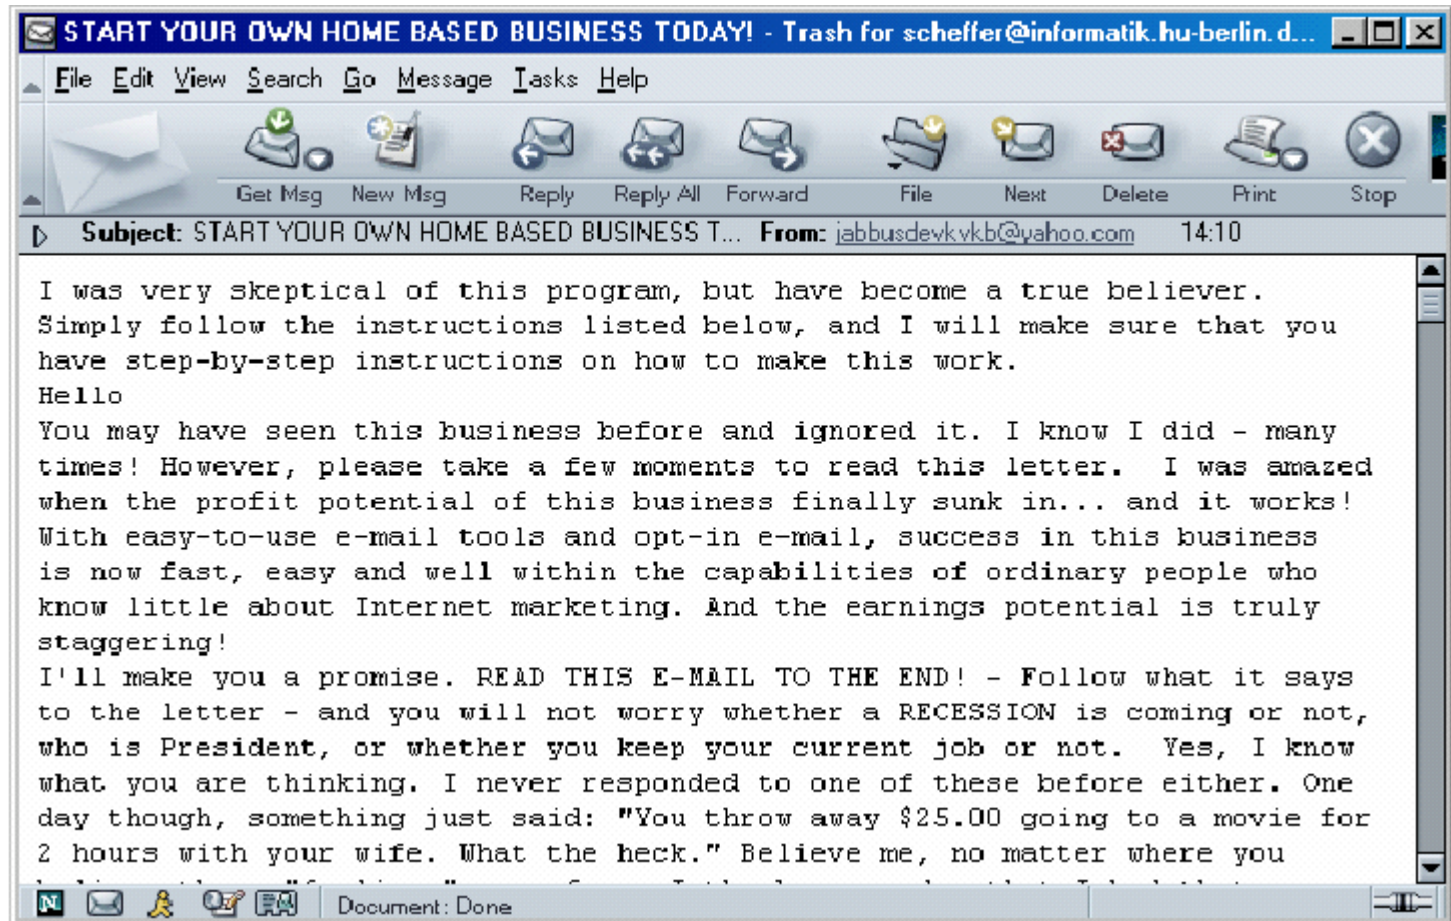 START YOUR OWN HOME BASED BUSINESS TODAY! - Trash for scheffer@informatik.hu-berlin.d...
File Edit View Search Go Message Tasks Help
Get Msg New Msg Reply Reply All Forward File Next Delete Print Stop
Subject: START YOUR OWN HOME BASED BUSINESS T... From: jabbusdevkvkb@yahoo.com 14:10
I was very skeptical of this program, but have become a true believer.
Simply follow the instructions listed below, and I will make sure that you
have step-by-step instructions on how to make this work.
Hello
You may have seen this business before and ignored it. I know I did - many
times! However, please take a few moments to read this letter.  I was amazed
when the profit potential of this business finally sunk in... and it works!
With easy-to-use e-mail tools and opt-in e-mail, success in this business
is now fast, easy and well within the capabilities of ordinary people who
know little about Internet marketing. And the earnings potential is truly
staggering!
I'll make you a promise. READ THIS E-MAIL TO THE END! - Follow what it says
to the letter - and you will not worry whether a RECESSION is coming or not,
who is President, or whether you keep your current job or not.  Yes, I know
what you are thinking. I never responded to one of these before either. One
day though, something just said: "You throw away $25.00 going to a movie for
2 hours with your wife. What the heck." Believe me, no matter where you
N
Document: Done